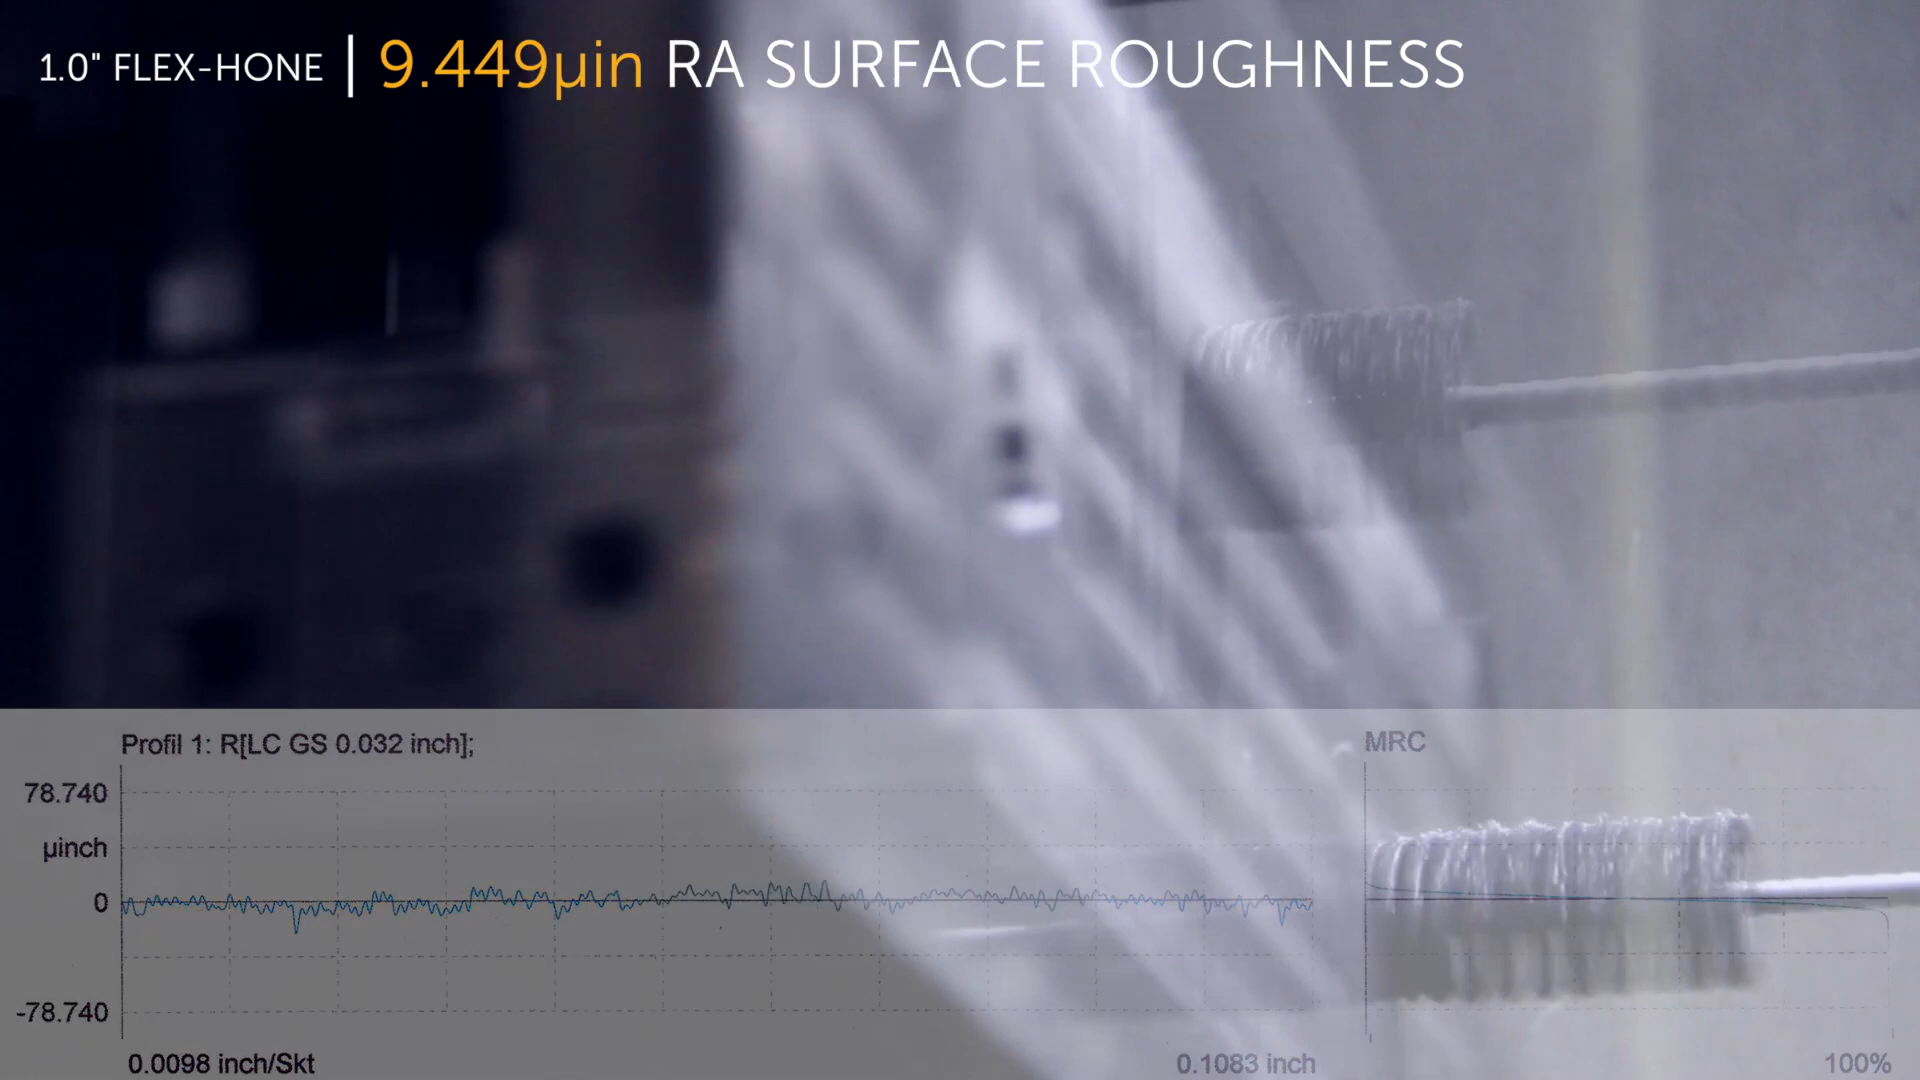 1.0" FLEX-HONE | 9.449µin RA SURFACE ROUGHNESS
Profil 1: R[LC GS 0.032 inch];
MRC
78.740
µinch
0
-78.740
0.0098 inch/Skt
0.1083 inch
100%